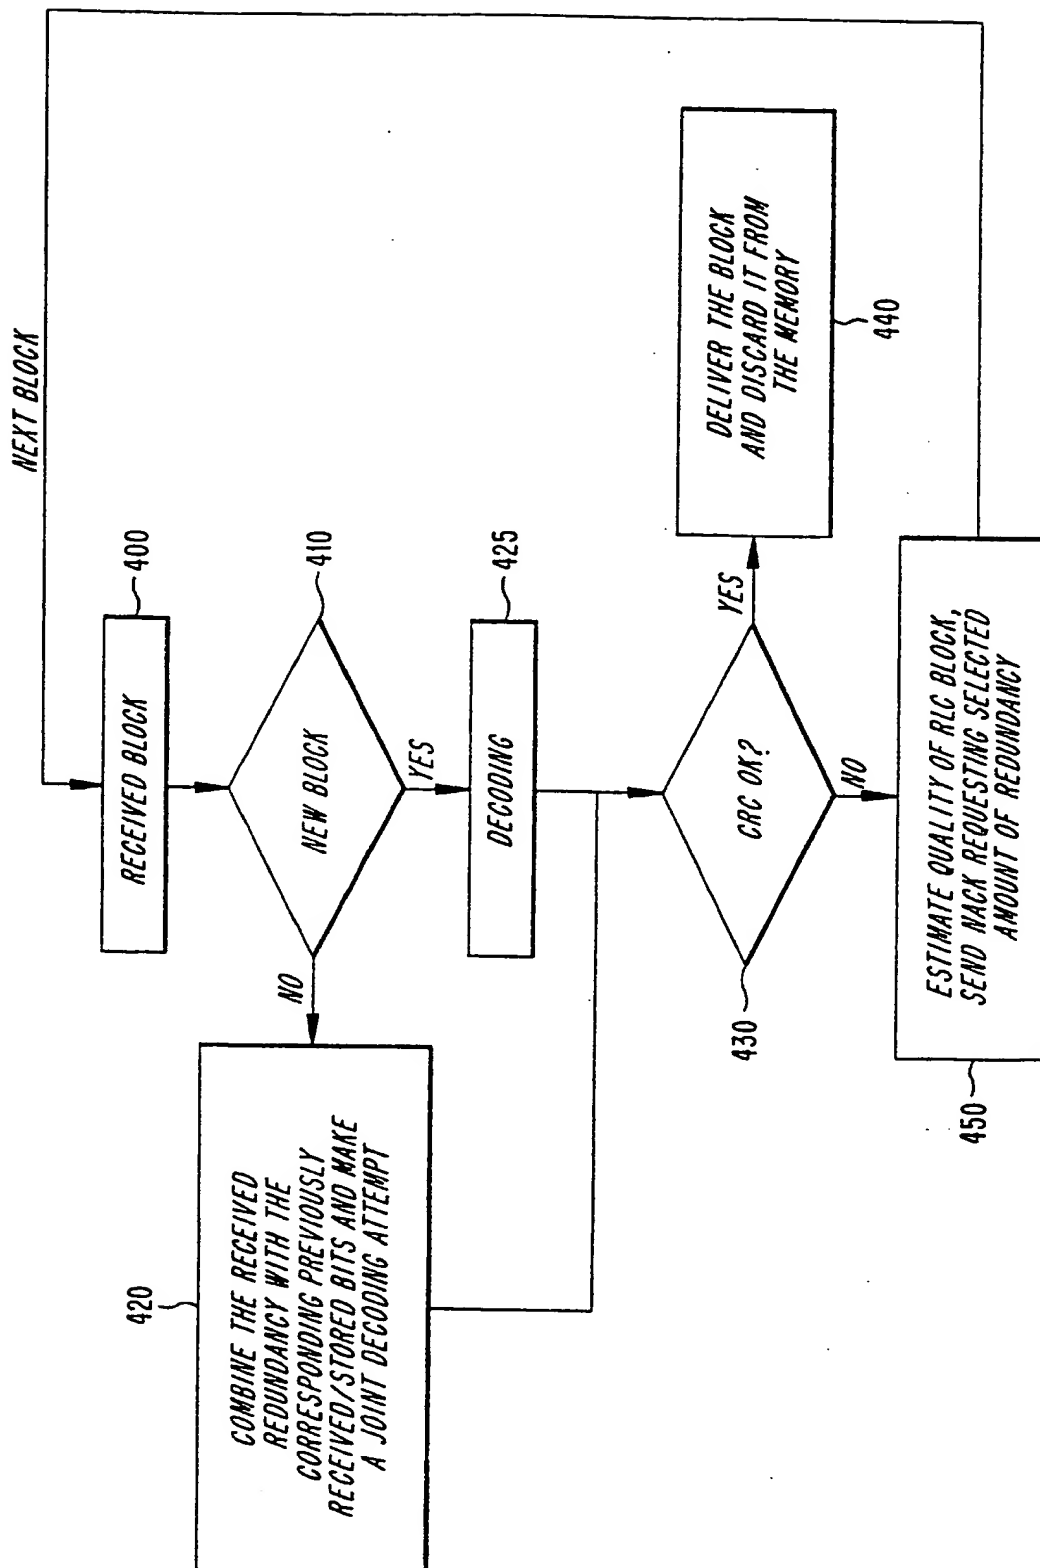 NEXT BLOCK
400
RECEIVED BLOCK
410
NEW BLOCK
NO
YES
420
COMBINE THE RECEIVED
REDUNDANCY WITH THE
CORRESPONDING PREVIOUSLY
RECEIVED/STORED BITS AND MAKE
A JOINT DECODING ATTEMPT
425
DECODING
430
CRC OK?
YES
NO
DELIVER THE BLOCK
AND DISCARD IT FROM
THE MEMORY
440
450
ESTIMATE QUALITY OF RLC BLOCK,
SEND NACK REQUESTING SELECTED
AMOUNT OF REDUNDANCY